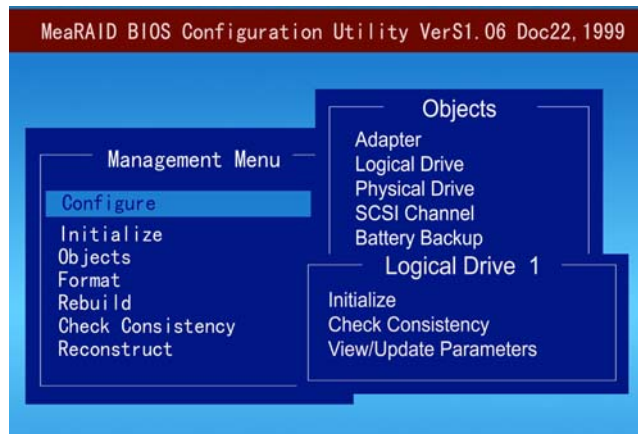 MeaRAID BIOS Configuration Utility VerS1.06 Doc22,1999
Management Menu
Configure
Initialize
Objects
Format
Rebuild
Check Consistency
Reconstruct
Objects
Adapter
Logical Drive
Physical Drive
SCSI Channel
Battery Backup
Logical Drive 1
Initialize
Check Consistency
View/Update Parameters